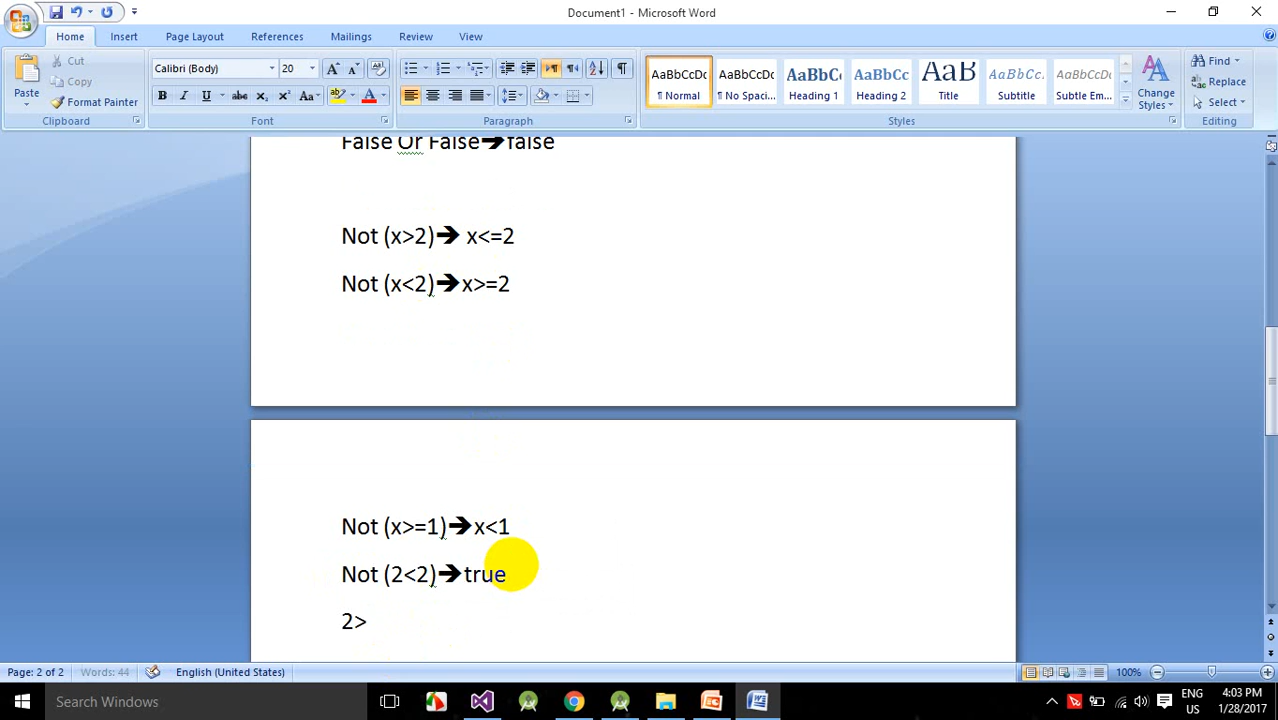 Document1 - Microsoft Word
Home Insert Page Layout References Mailings Review View
Paste Cut Copy Format Painter
Clipboard
Calibri (Body) 20
Font
Paragraph
AaBbCcDc AaBbCcDc AaBbC AaBbCc AaB AaBbCcDc AaBbCcDc
¶ Normal ¶ No Spaci... Heading 1 Heading 2 Title Subtitle Subtle Em...
Change Styles
Styles
Find
Replace
Select
Editing
False Or False➔false
Not (x>2)➔ x<=2
Not (x<2)➔x>=2
Not (x>=1)➔x<1
Not (2<2)➔true
2>
Page: 2 of 2 Words: 44 English (United States) 100%
Search Windows
ENG US
4:03 PM
1/28/2017